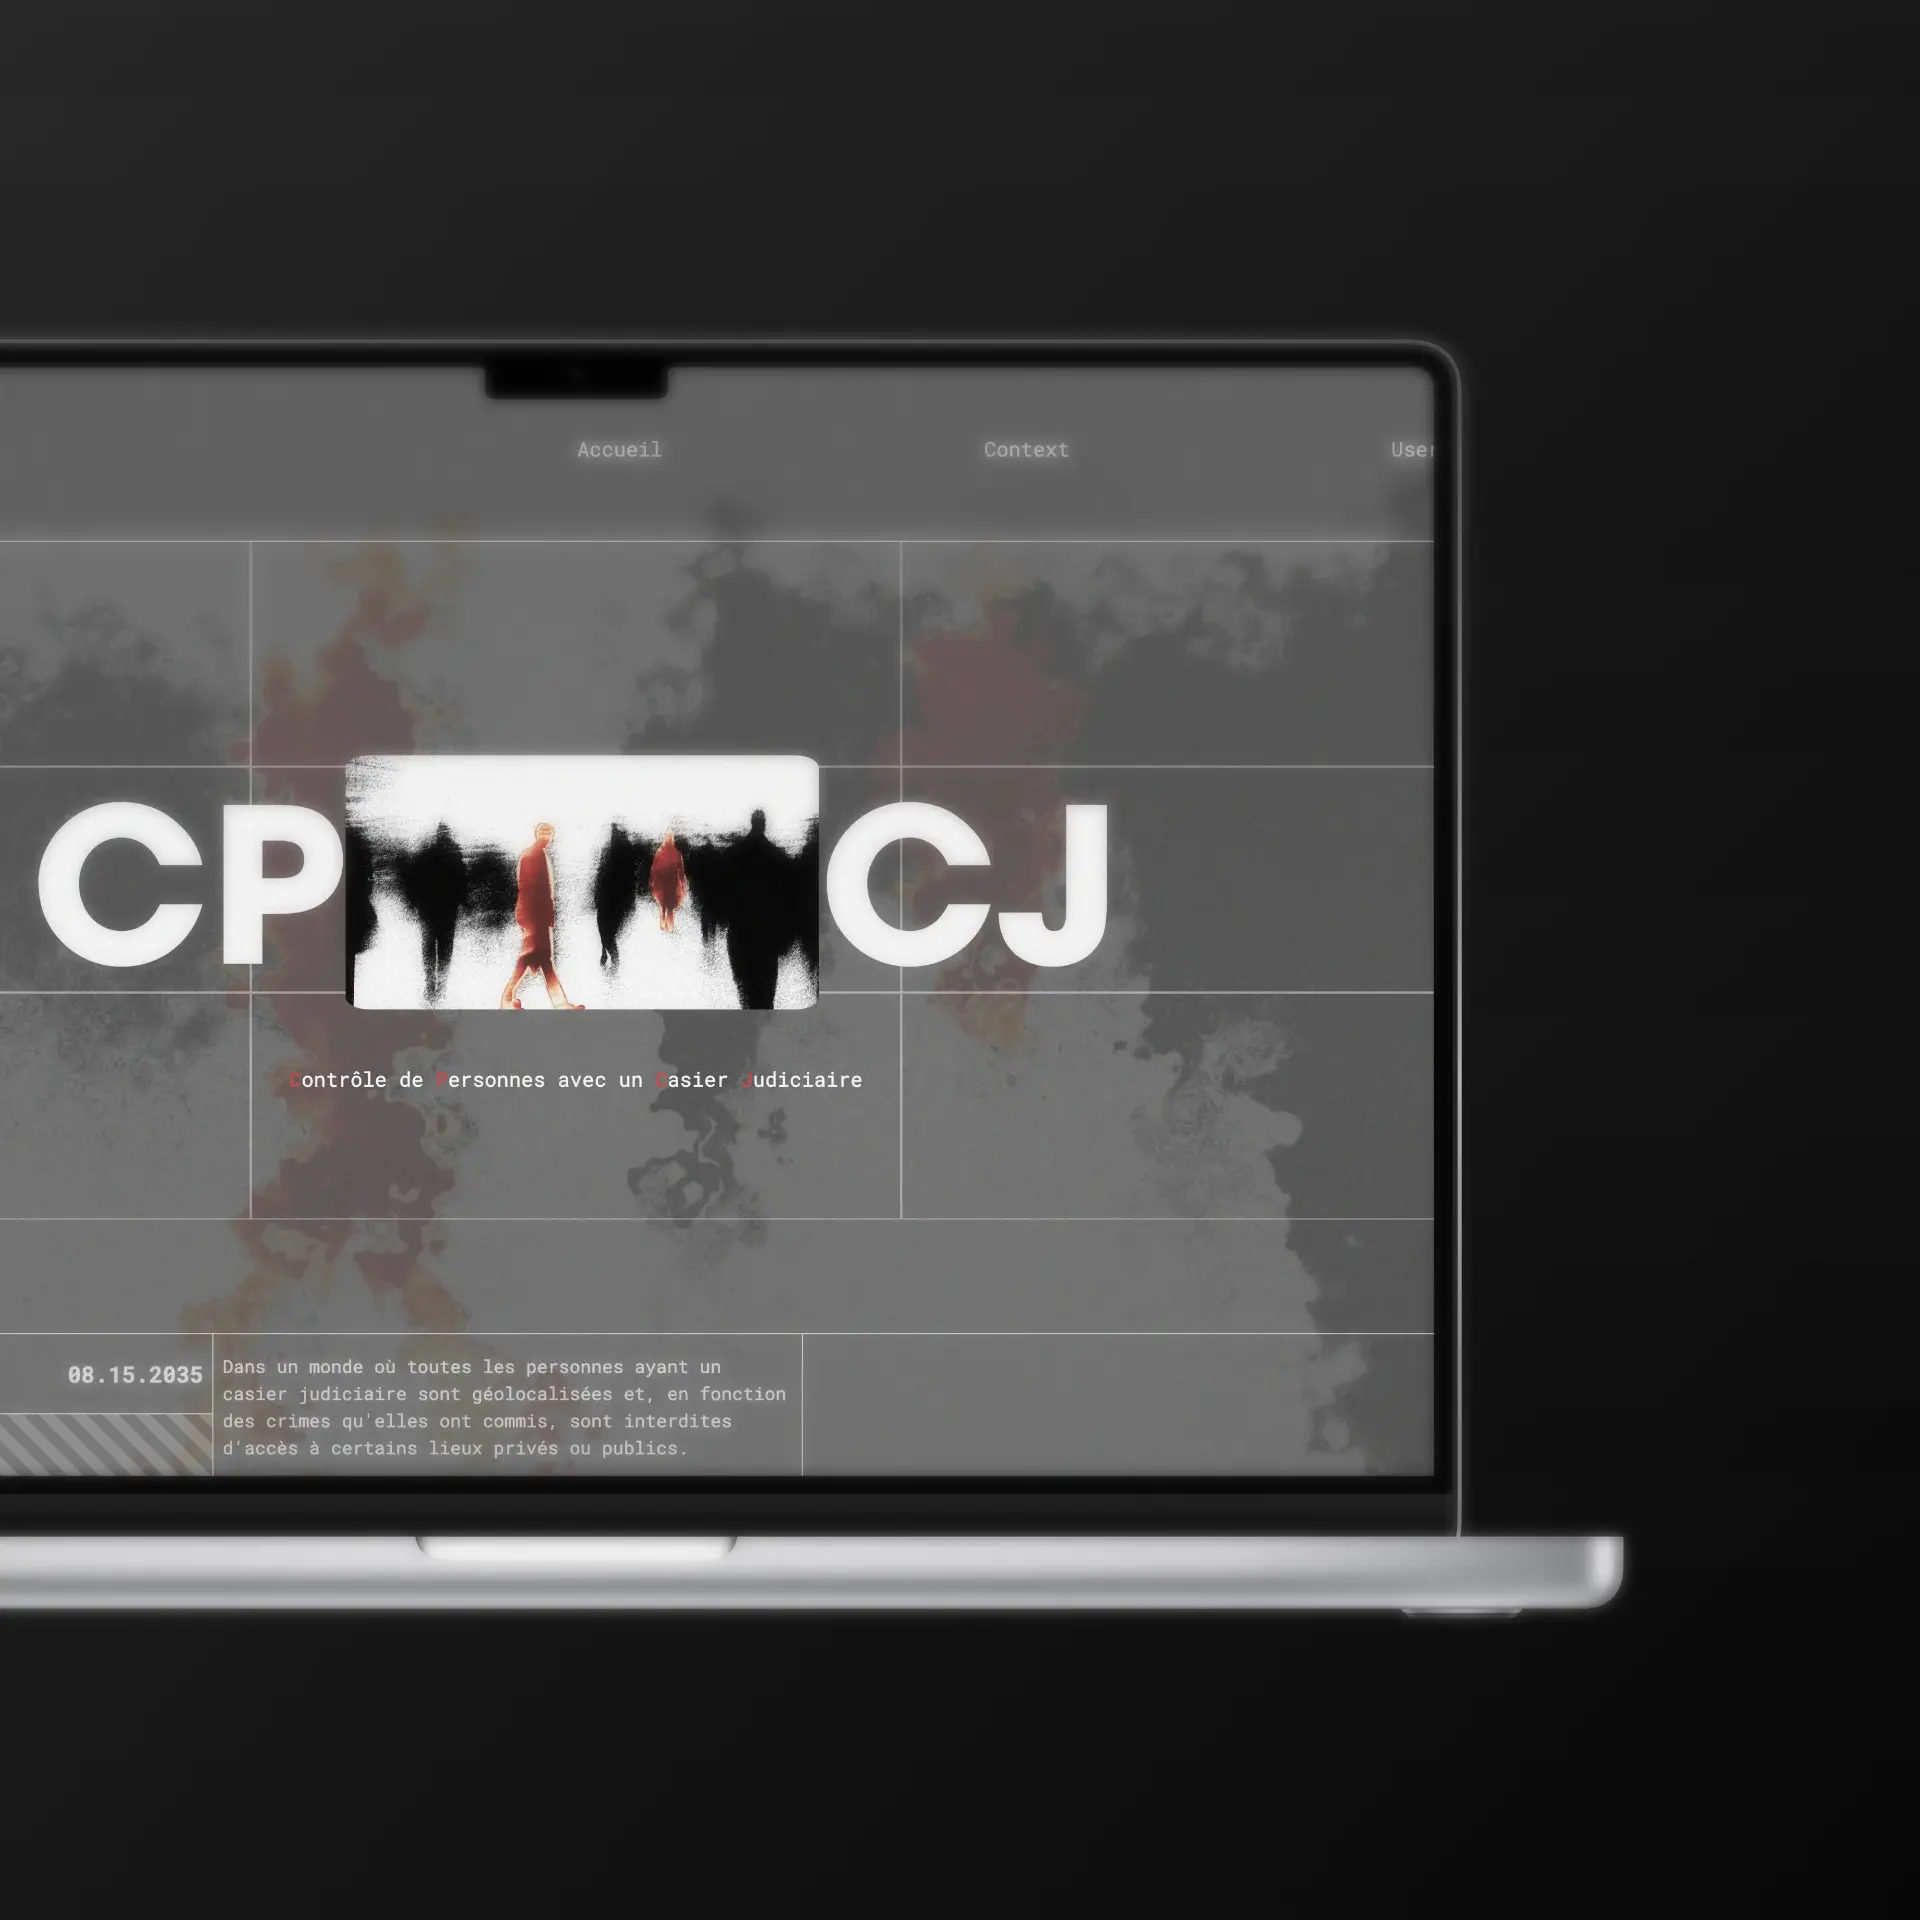 Accueil Context User
CP CJ
Contrôle de Personnes avec un Casier Judiciaire
08.15.2035
Dans un monde où toutes les personnes ayant un
casier judiciaire sont géolocalisées et, en fonction
des crimes qu'elles ont commis, sont interdites
d'accès à certains lieux privés ou publics.